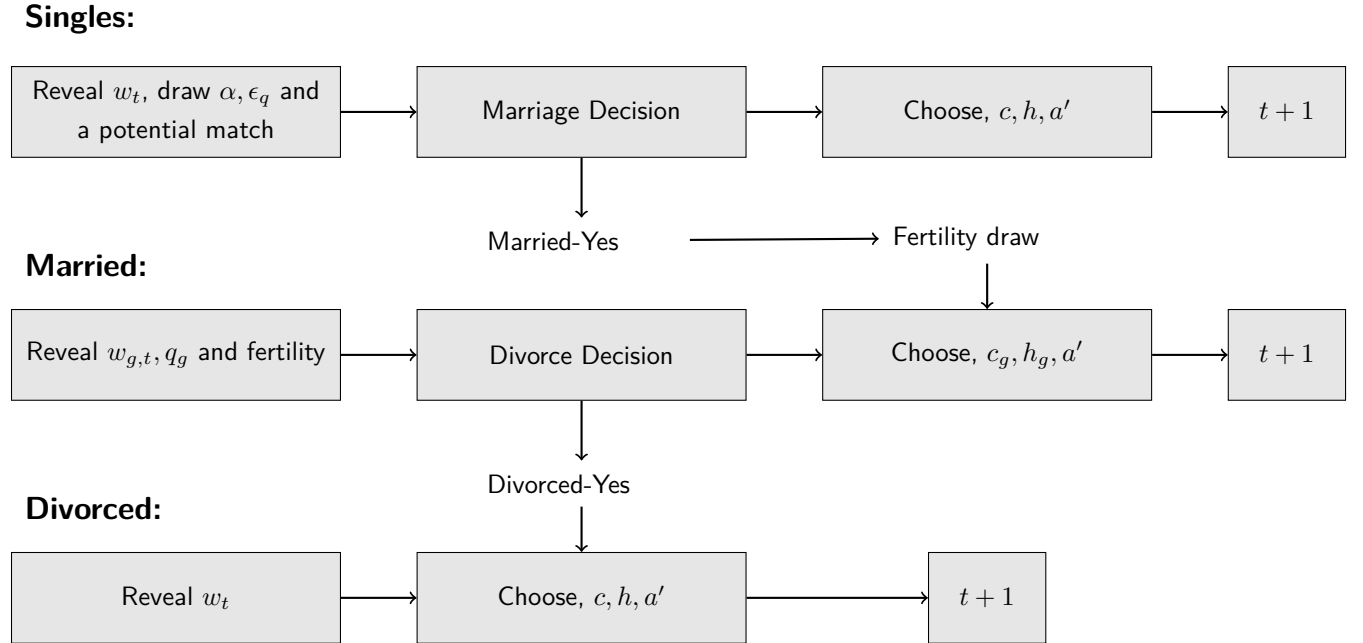 Singles:
Reveal w_t, draw α, ϵ_q and
a potential match
Marriage Decision
Choose, c, h, a′
t + 1
Married-Yes
Fertility draw
Married:
Reveal w_{g,t}, q_g and fertility
Divorce Decision
Choose, c_g, h_g, a′
t + 1
Divorced-Yes
Divorced:
Reveal w_t
Choose, c, h, a′
t + 1